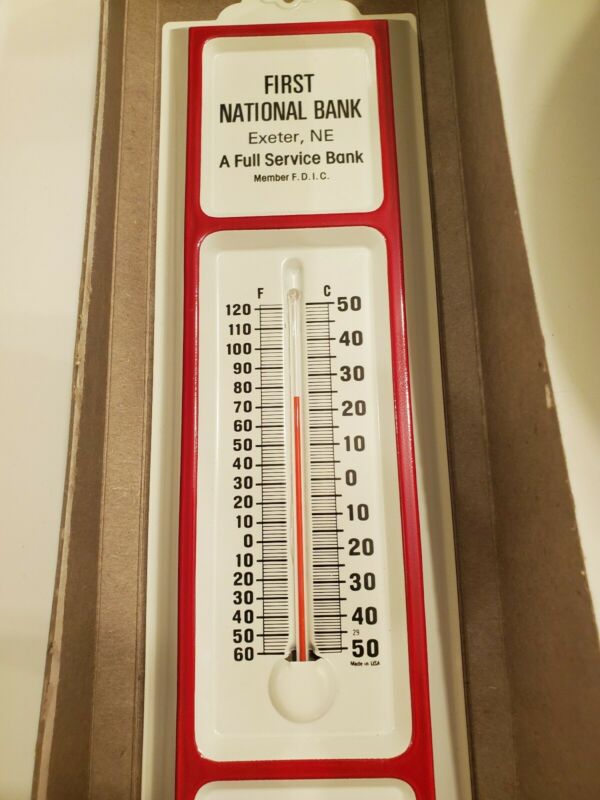 FIRST
NATIONAL BANK
Exeter, NE
A Full Service Bank
Member F. D. I. C.
F C
120 50
110
100 40
90
80 30
70 20
60
50 10
40
30 0
20
10 10
0 20
10
20 30
30
40 40
50 29
60 50
Made in USA